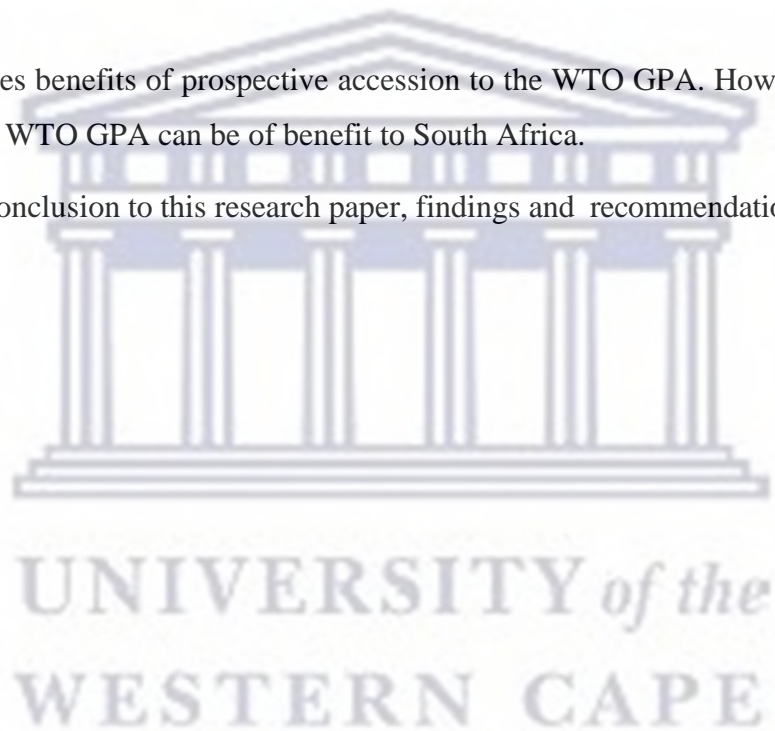 es benefits of prospective accession to the WTO GPA. How
WTO GPA can be of benefit to South Africa.
onclusion to this research paper, findings and recommendatio
UNIVERSITY of the
WESTERN CAPE